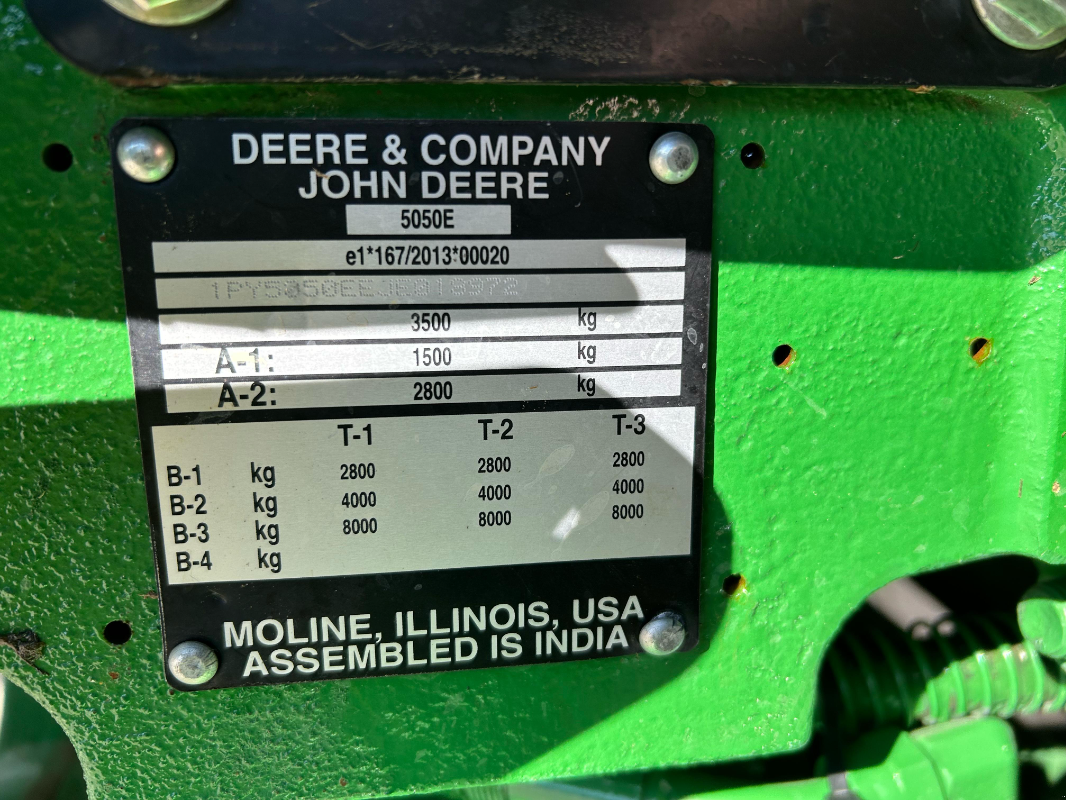 DEERE & COMPANY
JOHN DEERE
5050E
e1*167/2013*00020
1PY5050EEJE018972
3500 kg
A-1: 1500 kg
A-2: 2800 kg
T-1 T-2 T-3
B-1 kg 2800 2800 2800
B-2 kg 4000 4000 4000
B-3 kg 8000 8000 8000
B-4 kg
MOLINE, ILLINOIS, USA
ASSEMBLED IS INDIA